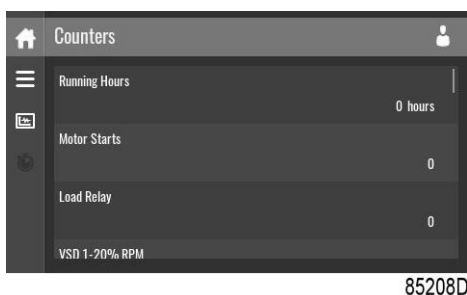 Counters
Running Hours
0 hours
Motor Starts
0
Load Relay
0
VSD 1-20% RPM
85208D